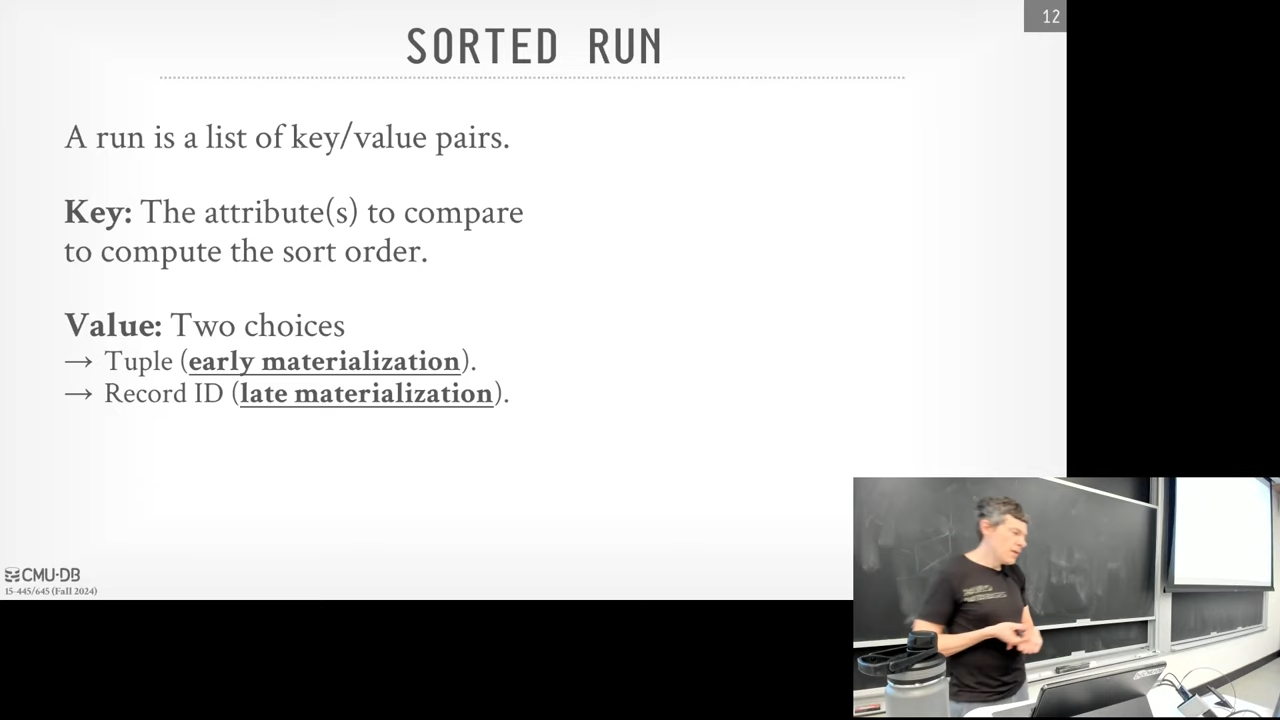 12
SORTED RUN
A run is a list of key/value pairs.
Key: The attribute(s) to compare
to compute the sort order.
Value: Two choices
→ Tuple (early materialization).
→ Record ID (late materialization).
CMU·DB
15-445/645 (Fall 2024)